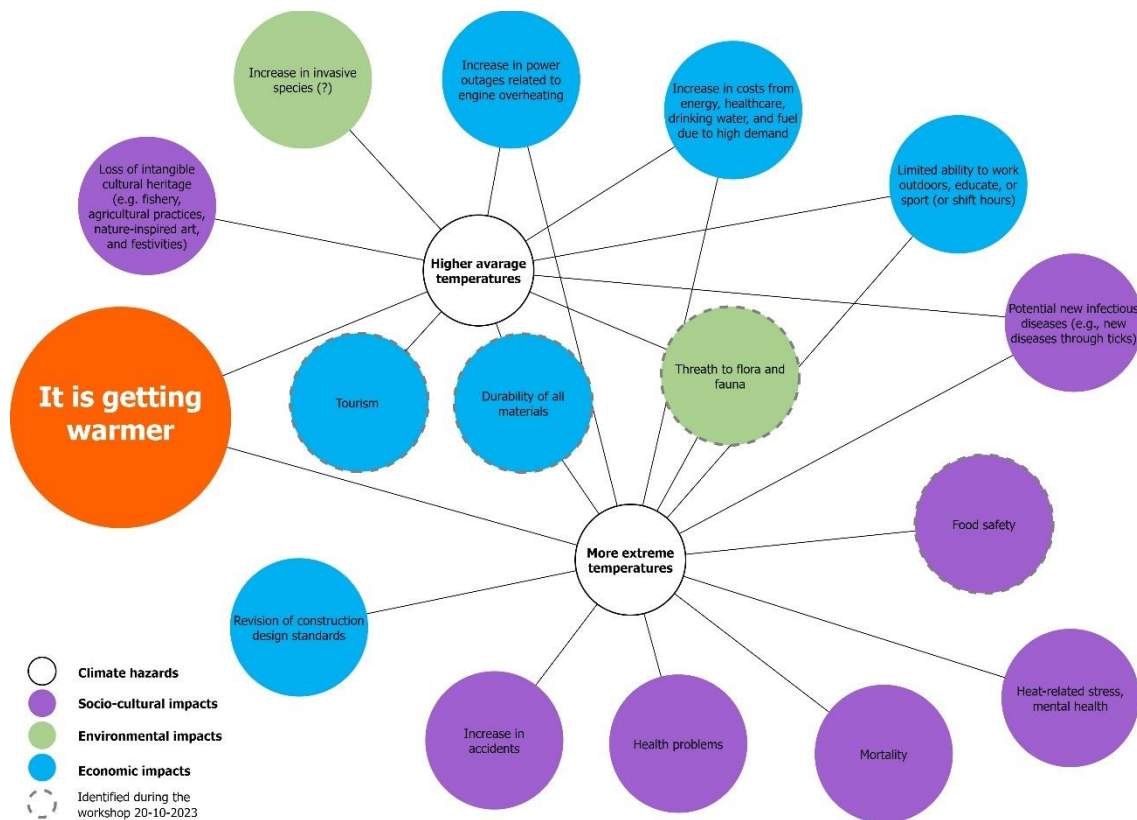 Increase in invasive
species (?)
Increase in power
outages related to
engine overheating
Increase in costs from
energy, healthcare,
drinking water, and fuel
due to high demand
Limited ability to work
outdoors, educate, or
sport (or shift hours)
Loss of intangible
cultural heritage
(e.g. fishery,
agricultural practices,
nature-inspired art,
and festivities)
Higher avarage
temperatures
Potential new infectious
diseases (e.g., new
diseases through ticks)
It is getting
warmer
Tourism
Durability of all
materials
Threath to flora and
fauna
Food safety
More extreme
temperatures
Revision of construction
design standards
Increase in
accidents
Health problems
Mortality
Heat-related stress,
mental health
Climate hazards
Socio-cultural impacts
Environmental impacts
Economic impacts
Identified during the
workshop 20-10-2023